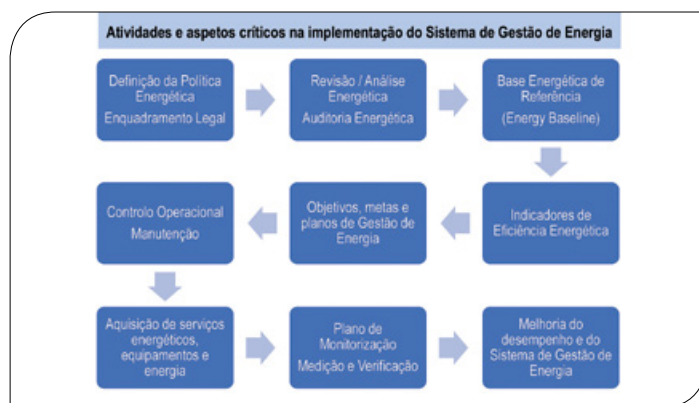 Atividades e aspetos críticos na implementação do Sistema de Gestão de Energia
Definição da Política
Energética
Enquadramento Legal
Revisão / Análise
Energética
Auditoria Energética
Base Energética de
Referência
(Energy Baseline)
Indicadores de
Eficiência Energética
Objetivos, metas e
planos de Gestão de
Energia
Controlo Operacional
Manutenção
Aquisição de serviços
energéticos,
equipamentos e
energia
Plano de
Monitorização
Medição e Verificação
Melhoria do
desempenho e do
Sistema de Gestão de
Energia